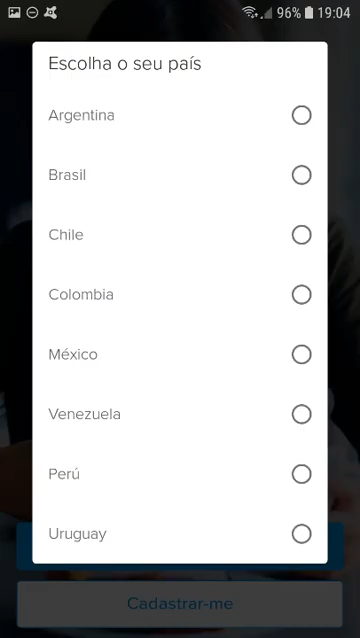 96% 19:04
Escolha o seu país
Argentina
Brasil
Chile
Colombia
México
Venezuela
Perú
Uruguay
Cadastrar-me